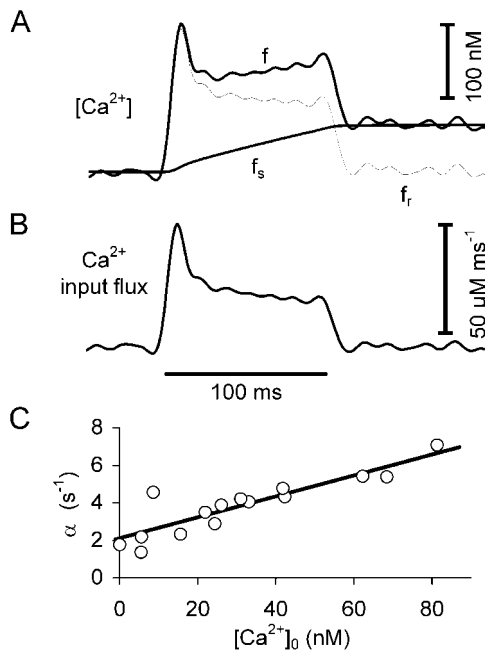 A
f
[Ca²⁺]
100 nM
fₛ
fᵣ
B
Ca²⁺
input flux
50 uM ms⁻¹
100 ms
C
8
6
4
2
0
α (s⁻¹)
0 20 40 60 80
[Ca²⁺]₀ (nM)